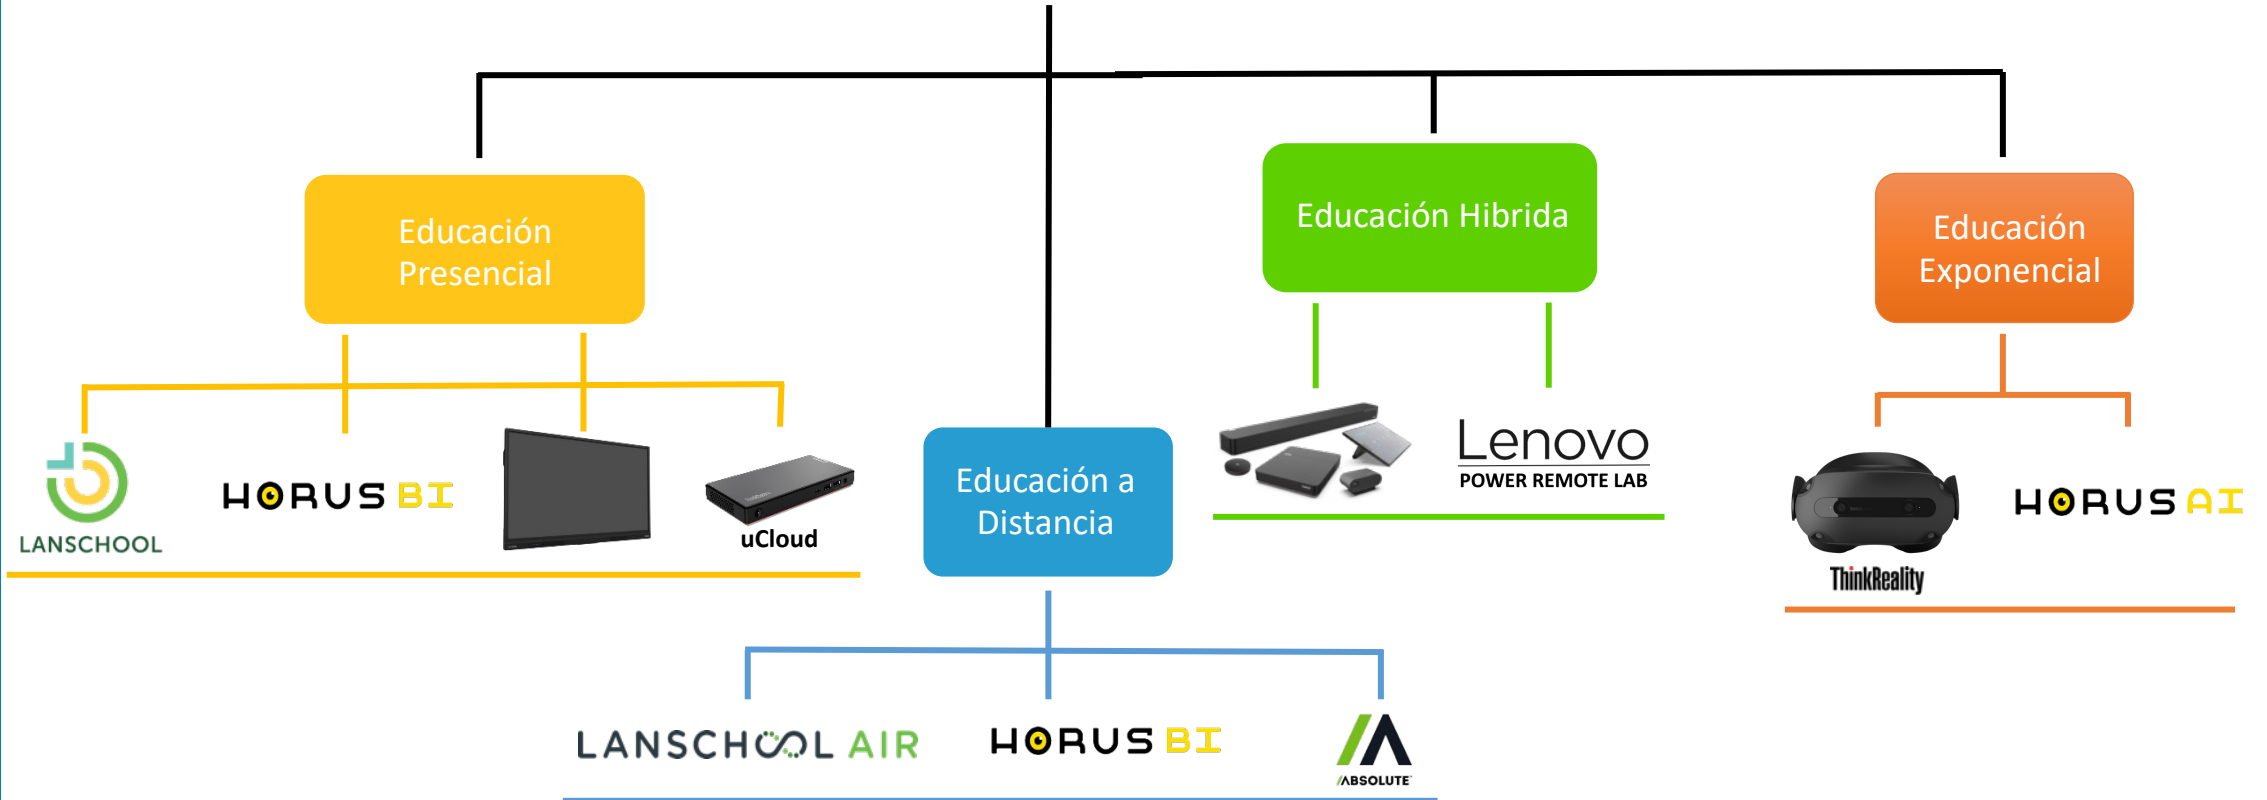 Educación
Presencial
Educación Hibrida
Educación
Exponencial
Educación a
Distancia
LANSCHOOL
HORUS BI
uCloud
Lenovo
POWER REMOTE LAB
ThinkReality
HORUS AI
LANSCHOOL AIR
HORUS BI
ABSOLUTE